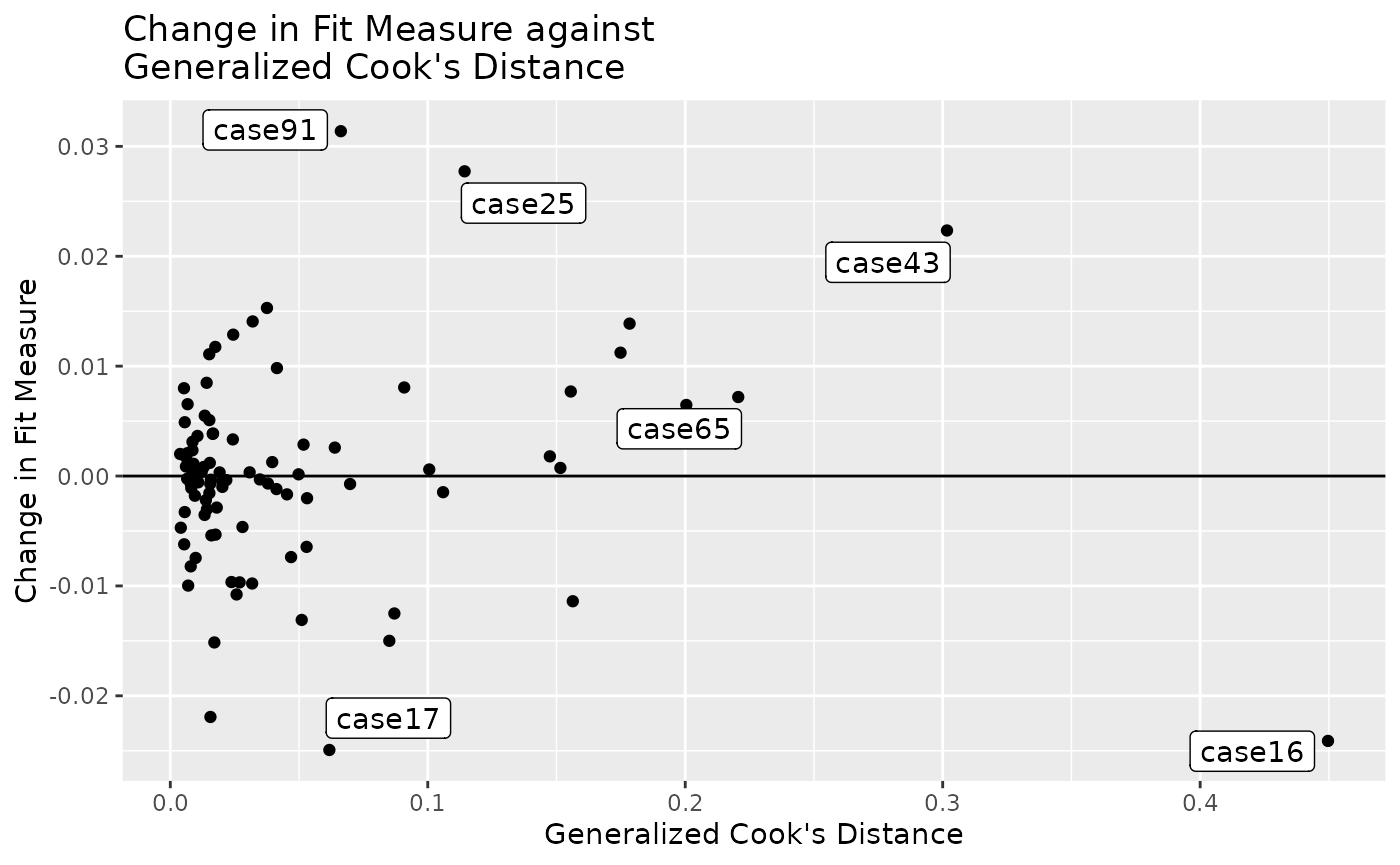 Change in Fit Measure against
Generalized Cook's Distance
case91
case25
case43
case65
case17
case16
0.03
0.02
0.01
0.00
-0.01
-0.02
Change in Fit Measure
0.0 0.1 0.2 0.3 0.4
Generalized Cook's Distance